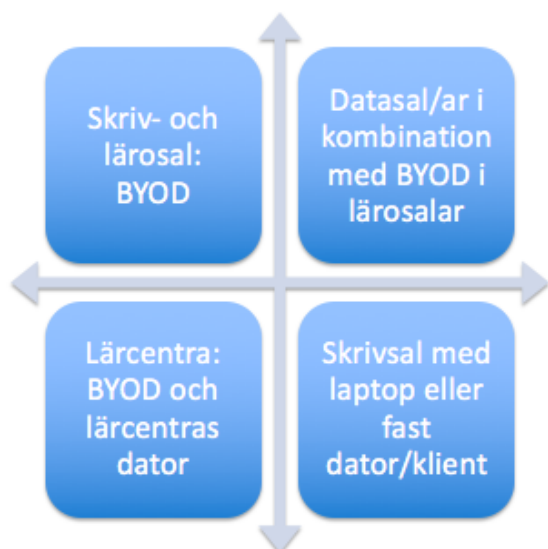 Skriv- och
lärosal:
BYOD
Datasal/ar i
kombination
med BYOD i
lärosalar
Lärcentra:
BYOD och
lärcentras
dator
Skrivsal med
laptop eller
fast
dator/klient